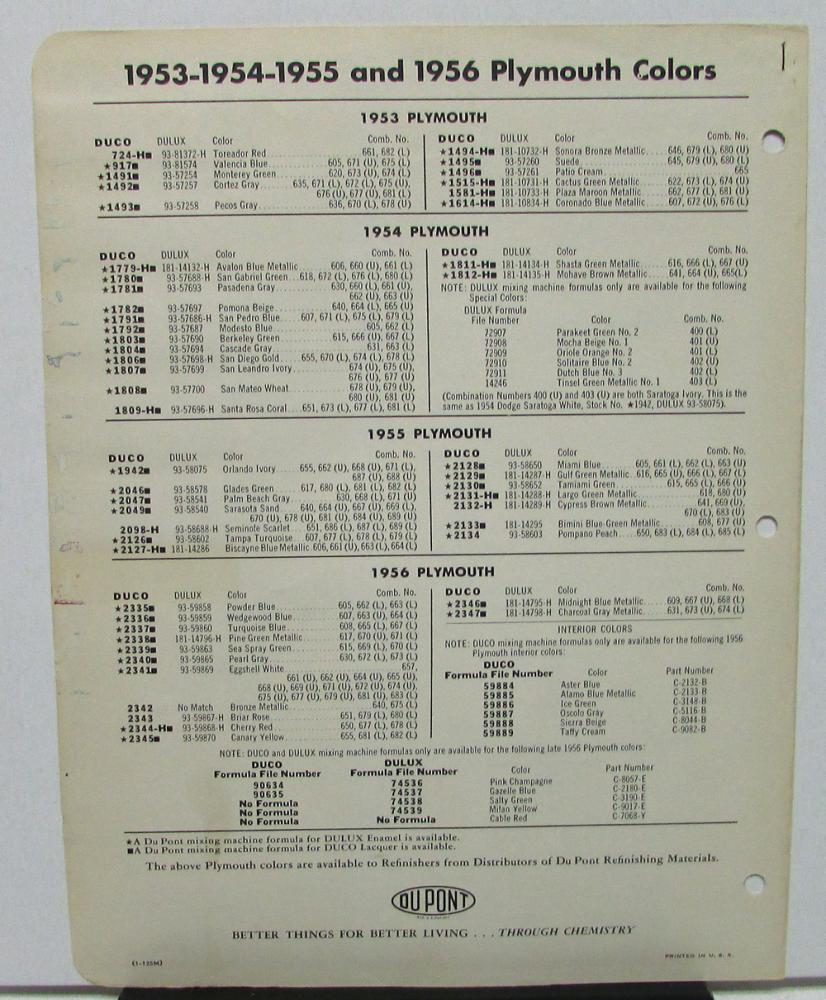 1953-1954-1955 and 1956 Plymouth Colors
1953 PLYMOUTH
DUCO DULUX Color Comb. No.
724-H■ 93-81372-H Toreador Red 661, 682 (L)
★917■ 93-81574 Valencia Blue 605, 671 (U), 675 (L)
★1491■ 93-57254 Monterey Green 620, 673 (U), 674 (L)
★1492■ 93-57257 Cortez Gray 635, 671 (L), 672 (L), 675 (U),
676 (U), 677 (U), 681 (L)
★1493■ 93-57258 Pecos Gray 636, 670 (L), 678 (U)
DUCO DULUX Color Comb. No.
★1494-H■ 181-10732-H Sonora Bronze Metallic 646, 679 (L), 680 (U)
★1495■ 93-57260 Suede 645, 679 (U), 680 (L)
★1496■ 93-57261 Patio Cream 665
★1515-H■ 181-10731-H Cactus Green Metallic 622, 673 (L), 674 (U)
1581-H■ 181-10733-H Plaza Maroon Metallic 662, 677 (L), 681 (U)
★1614-H■ 181-10834-H Coronado Blue Metallic 607, 672 (U), 676 (L)
1954 PLYMOUTH
DUCO DULUX Color Comb. No.
★1779-H■ 181-14132-H Avalon Blue Metallic 606, 660 (U), 661 (L)
★1780■ 93-57688-H San Gabriel Green 618, 672 (L), 676 (L), 680 (L)
★1781■ 93-57693 Pasadena Gray 630, 660 (L), 661 (U),
662 (U), 663 (U)
★1782■ 93-57697 Pomona Beige 640, 664 (L), 665 (U)
★1791■ 93-57686-H San Pedro Blue 607, 671 (L), 675 (L), 679 (L)
★1792■ 93-57687 Modesto Blue 605, 662 (L)
★1803■ 93-57690 Berkeley Green 615, 666 (U), 667 (L)
★1804■ 93-57694 Cascade Gray 631, 663 (L)
★1806■ 93-57698-H San Diego Gold 655, 670 (L), 674 (L), 678 (L)
★1807■ 93-57699 San Leandro Ivory 674 (U), 675 (U),
676 (U), 677 (U)
★1808■ 93-57700 San Mateo Wheat 678 (U), 679 (U),
680 (U), 681 (U)
1809-H■ 93-57696-H Santa Rosa Coral 651, 673 (L), 677 (L), 681 (L)
DUCO DULUX Color Comb. No.
★1811-H■ 181-14134-H Shasta Green Metallic 616, 666 (L), 667 (U)
★1812-H■ 181-14135-H Mohave Brown Metallic 641, 664 (U), 665(L)
NOTE: DULUX mixing machine formulas only are available for the following
Special Colors:
DULUX Formula
File Number Color Comb. No.
72907 Parakeet Green No. 2 400 (L)
72908 Mocha Beige No. 1 401 (U)
72909 Oriole Orange No. 2 401 (L)
72910 Solitaire Blue No. 2 402 (U)
72911 Dutch Blue No. 3 402 (L)
14246 Tinsel Green Metallic No. 1 403 (L)
(Combination Numbers 400 (U) and 403 (U) are both Saratoga Ivory. This is the
same as 1954 Dodge Saratoga White, Stock No. ★1942, DULUX 93-58075).
1955 PLYMOUTH
DUCO DULUX Color Comb. No.
★1942■ 93-58075 Orlando Ivory 655, 662 (U), 668 (U), 671 (L),
687 (U), 688 (U)
★2046■ 93-58578 Glades Green 617, 680 (L), 681 (L), 682 (L)
★2047■ 93-58541 Palm Beach Gray 630, 668 (L), 671 (U)
★2049■ 93-58540 Sarasota Sand 640, 664 (U), 667 (U), 669 (L),
670 (U), 678 (U), 681 (U), 684 (U), 689 (U)
2098-H 93-58688-H Seminole Scarlet 651, 686 (L), 687 (L), 689 (L)
★2126■ 93-58602 Tampa Turquoise 607, 677 (L), 678 (L), 679 (L)
★2127-H■ 181-14286 Biscayne Blue Metallic 606, 661 (U), 663 (L), 664 (L)
DUCO DULUX Color Comb. No.
★2128■ 93-58650 Miami Blue 605, 661 (L), 662 (L), 663 (U)
★2129■ 181-14287-H Gulf Green Metallic 616, 665 (U), 666 (L), 667 (L)
★2130■ 93-58652 Tamiami Green 615, 665 (L), 666 (U)
★2131-H■ 181-14288-H Largo Green Metallic 618, 680 (U)
2132-H 181-14289-H Cypress Brown Metallic 641, 669 (U),
670 (L), 683 (U)
★2133■ 181-14295 Bimini Blue-Green Metallic 608, 677 (U)
★2134 93-58603 Pompano Peach 650, 683 (L), 684 (L), 685 (L)
1956 PLYMOUTH
DUCO DULUX Color Comb. No.
★2335■ 93-59858 Powder Blue 605, 662 (L), 663 (L)
★2336■ 93-59859 Wedgewood Blue 607, 663 (U), 664 (L)
★2337■ 93-59860 Turquoise Blue 608, 665 (L), 667 (L)
★2338■ 181-14796-H Pine Green Metallic 617, 670 (U), 671 (L)
★2339■ 93-59863 Sea Spray Green 615, 669 (L), 670 (L)
★2340■ 93-59865 Pearl Gray 630, 672 (L), 673 (L)
★2341■ 93-59869 Eggshell White 657,
661 (U), 662 (U), 664 (U), 665 (U),
668 (U), 669 (U), 671 (U), 672 (U), 674 (U),
675 (U), 677 (U), 679 (U), 681 (U), 683 (L)
2342 No Match Bronze Metallic 640, 675 (L)
2343 93-59867-H Briar Rose 651, 679 (L), 680 (L)
★2344-H■ 93-59868-H Cherry Red 650, 677 (L), 678 (L)
★2345■ 93-59870 Canary Yellow 655, 681 (L), 682 (L)
DUCO DULUX Color Comb. No.
★2346■ 181-14795-H Midnight Blue Metallic 609, 667 (U), 668 (L)
★2347■ 181-14798-H Charcoal Gray Metallic 631, 673 (U), 674 (L)
INTERIOR COLORS
NOTE: DUCO mixing machine formulas only are available for the following 1956
Plymouth interior colors:
DUCO
Formula File Number Color Part Number
59884 Aster Blue C-2132-B
59885 Alamo Blue Metallic C-2133-B
59886 Ice Green C-3148-B
59887 Oscolo Gray C-5116-B
59888 Sierra Beige C-8044-B
59889 Taffy Cream C-9082-B
NOTE: DUCO and DULUX mixing machine formulas only are available for the following late 1956 Plymouth colors:
DUCO DULUX
Formula File Number Formula File Number Color Part Number
90634 74536 Pink Champagne C-8057-E
90635 74537 Gazelle Blue C-2180-E
No Formula 74538 Salty Green C-3190-E
No Formula 74539 Milan Yellow C-9017-E
No Formula No Formula Cable Red C-7068-Y
★A Du Pont mixing machine formula for DULUX Enamel is available.
■A Du Pont mixing machine formula for DUCO Lacquer is available.
The above Plymouth colors are available to Refinishers from Distributors of Du Pont Refinishing Materials.
DU PONT
BETTER THINGS FOR BETTER LIVING . . . THROUGH CHEMISTRY
(1-125M) PRINTED IN U. S. A.